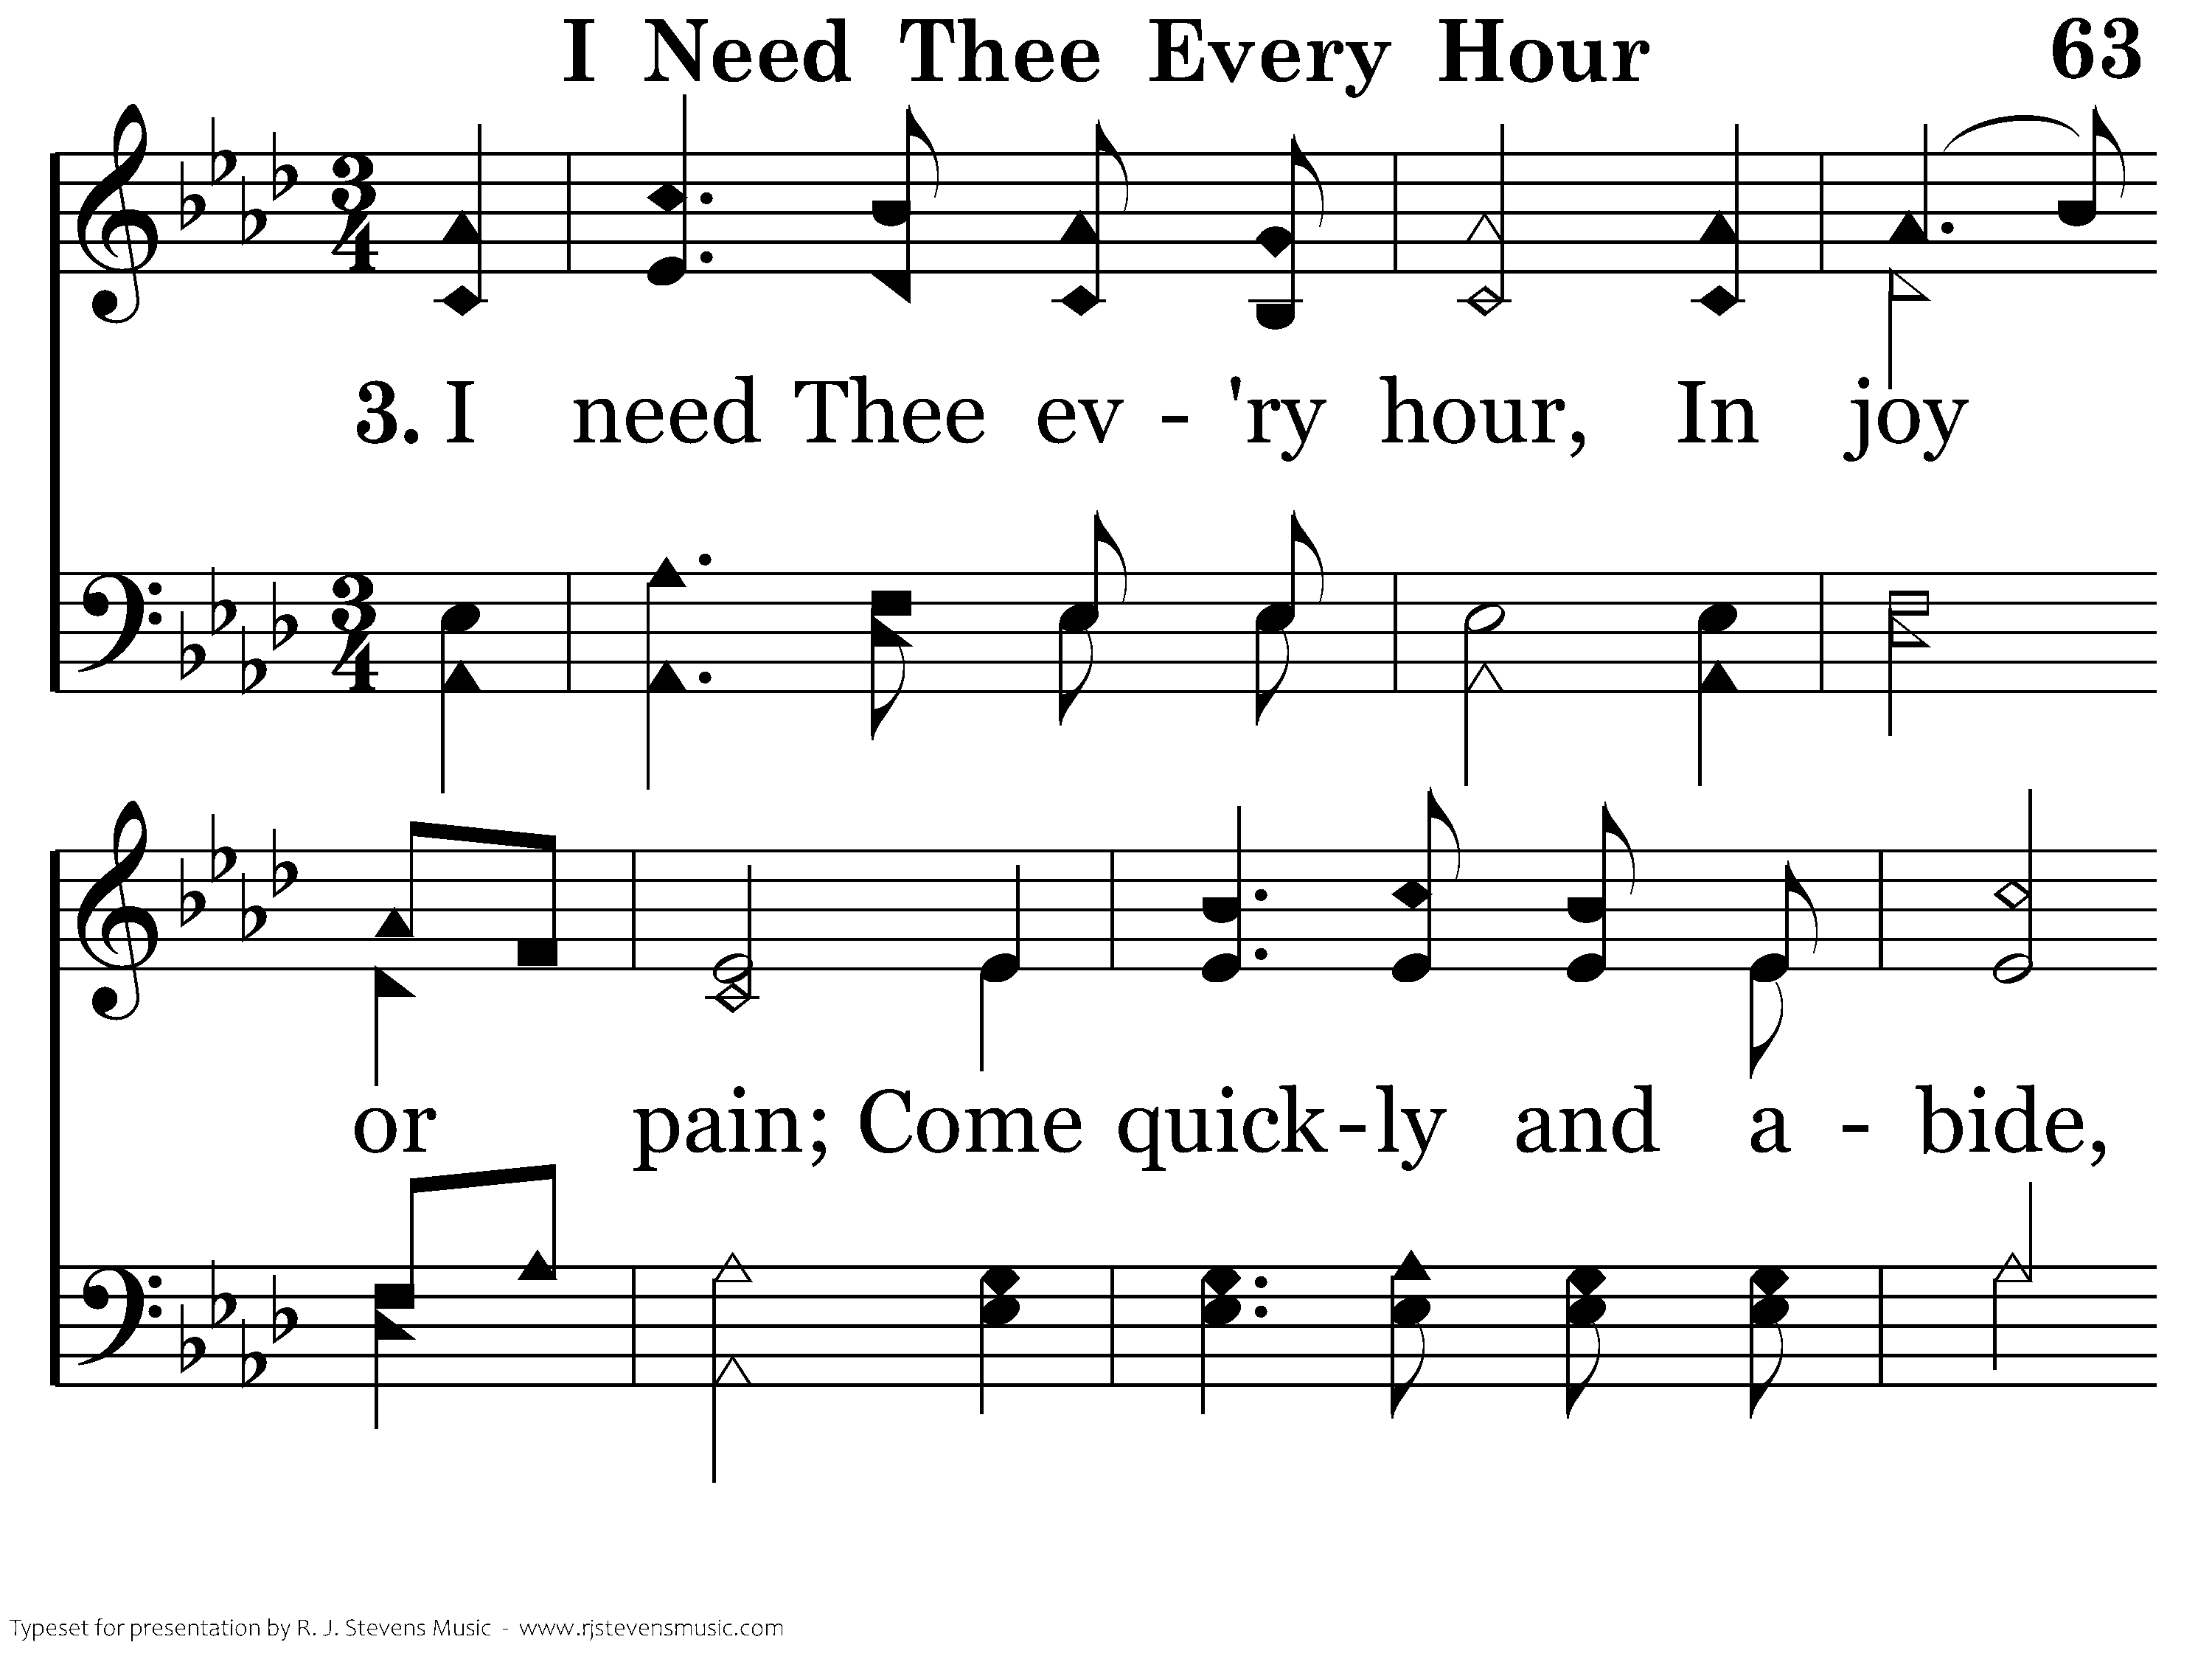 I Need Thee Every Hour 63
3. I need Thee ev - 'ry hour, In joy
or pain; Come quick - ly and a - bide,
Typeset for presentation by R. J. Stevens Music - www.rjstevensmusic.com